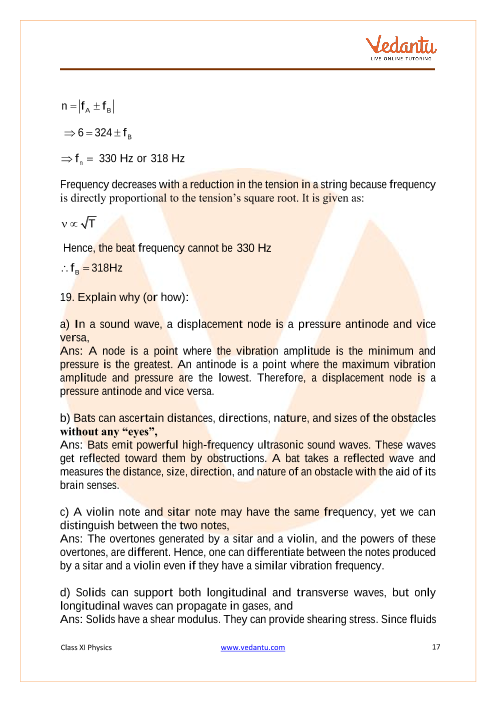 Vedantu
LIVE ONLINE TUTORING
n = |f_A ± f_B|
⇒ 6 = 324 ± f_B
⇒ f_n = 330 Hz or 318 Hz
Frequency decreases with a reduction in the tension in a string because frequency
is directly proportional to the tension’s square root. It is given as:
ν ∝ √T
Hence, the beat frequency cannot be 330 Hz
∴ f_B = 318Hz
19. Explain why (or how):
a) In a sound wave, a displacement node is a pressure antinode and vice
versa,
Ans: A node is a point where the vibration amplitude is the minimum and
pressure is the greatest. An antinode is a point where the maximum vibration
amplitude and pressure are the lowest. Therefore, a displacement node is a
pressure antinode and vice versa.
b) Bats can ascertain distances, directions, nature, and sizes of the obstacles
without any “eyes”,
Ans: Bats emit powerful high-frequency ultrasonic sound waves. These waves
get reflected toward them by obstructions. A bat takes a reflected wave and
measures the distance, size, direction, and nature of an obstacle with the aid of its
brain senses.
c) A violin note and sitar note may have the same frequency, yet we can
distinguish between the two notes,
Ans: The overtones generated by a sitar and a violin, and the powers of these
overtones, are different. Hence, one can differentiate between the notes produced
by a sitar and a violin even if they have a similar vibration frequency.
d) Solids can support both longitudinal and transverse waves, but only
longitudinal waves can propagate in gases, and
Ans: Solids have a shear modulus. They can provide shearing stress. Since fluids
Class XI Physics www.vedantu.com 17